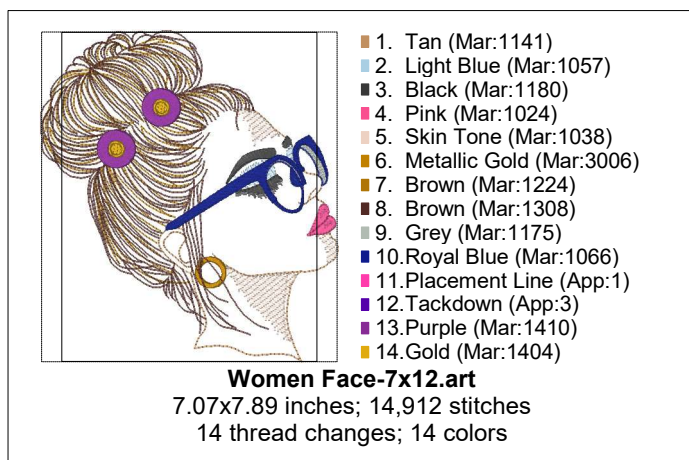 1. Tan (Mar:1141)
2. Light Blue (Mar:1057)
3. Black (Mar:1180)
4. Pink (Mar:1024)
5. Skin Tone (Mar:1038)
6. Metallic Gold (Mar:3006)
7. Brown (Mar:1224)
8. Brown (Mar:1308)
9. Grey (Mar:1175)
10.Royal Blue (Mar:1066)
11.Placement Line (App:1)
12.Tackdown (App:3)
13.Purple (Mar:1410)
14.Gold (Mar:1404)
Women Face-7x12.art
7.07x7.89 inches; 14,912 stitches
14 thread changes; 14 colors